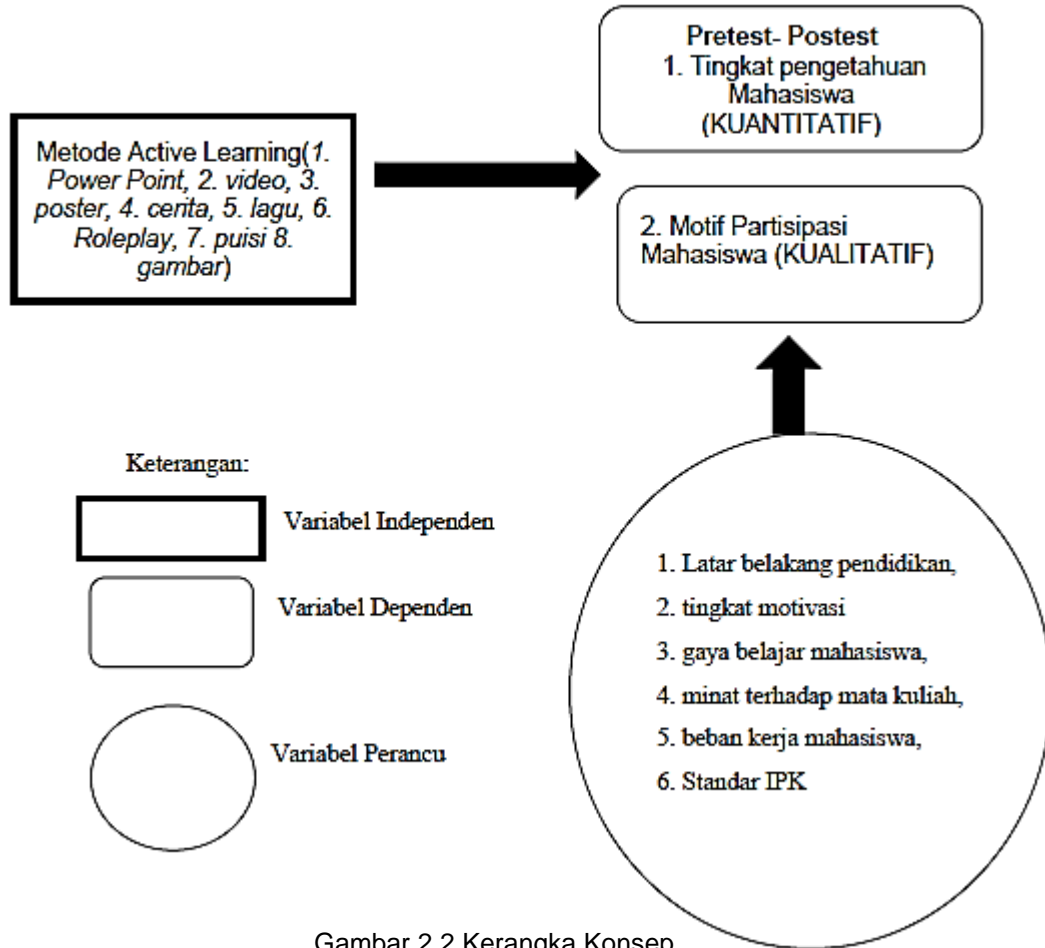 Pretest- Postest
1. Tingkat pengetahuan
Mahasiswa
(KUANTITATIF)
Metode Active Learning(1.
Power Point, 2. video, 3.
poster, 4. cerita, 5. lagu, 6.
Roleplay, 7. puisi 8.
gambar)
2. Motif Partisipasi
Mahasiswa (KUALITATIF)
Keterangan:
Variabel Independen
Variabel Dependen
Variabel Perancu
1. Latar belakang pendidikan,
2. tingkat motivasi
3. gaya belajar mahasiswa,
4. minat terhadap mata kuliah,
5. beban kerja mahasiswa,
6. Standar IPK
Gambar 2.2 Kerangka Konsep